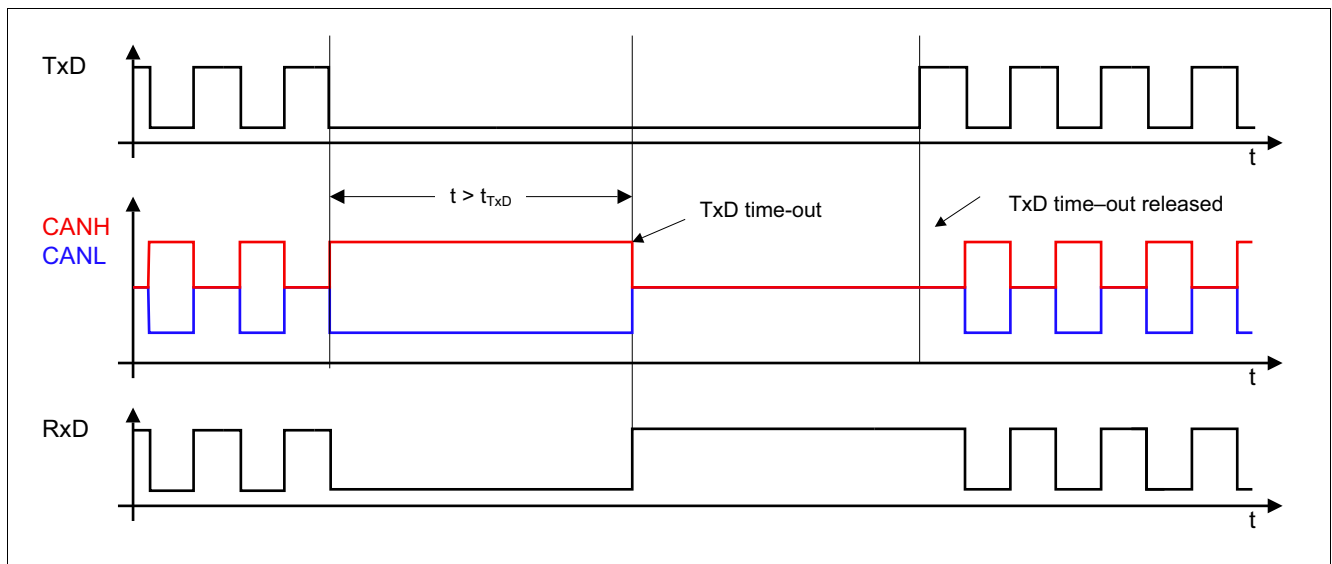 TxD
t
t > tTxD
TxD time-out
TxD time–out released
CANH
CANL
t
RxD
t